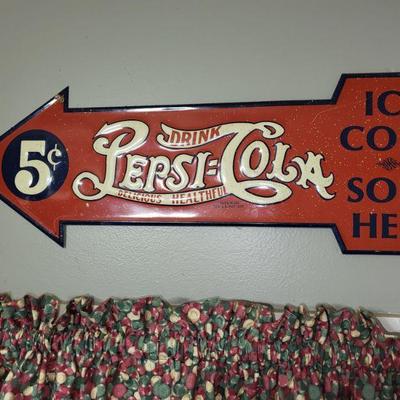 5¢
DRINK
PEPSI=COLA
DELICIOUS HEALTHFUL
IC
CO
SO
HE